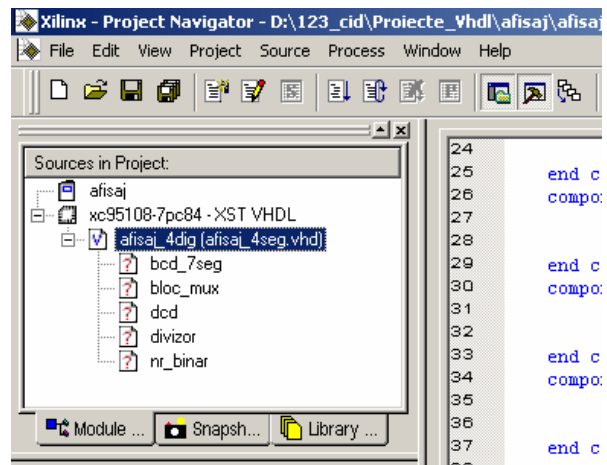 Xilinx - Project Navigator - D:\123_cid\Proiecte_Vhdl\afisaj\afisaj
File Edit View Project Source Process Window Help
Sources in Project:
afisaj
xc95108-7pc84 - XST VHDL
afisaj_4dig (afisaj_4seg.vhd)
bcd_7seg
bloc_mux
dcd
divizor
nr_binar
Module ... Snapsh... Library ...
24
25 end c
26 compo
27
28
29 end c
30 compo
31
32
33 end c
34 compo
35
36
37 end c